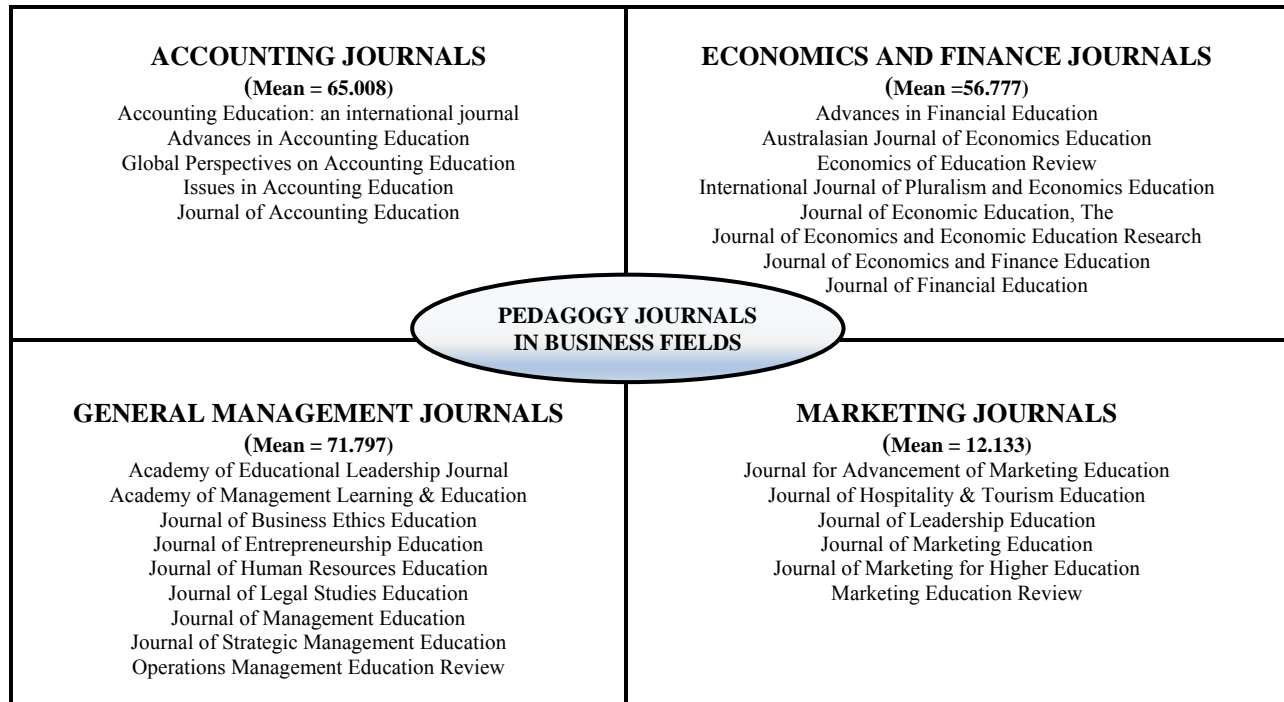 ACCOUNTING JOURNALS
(Mean = 65.008)
Accounting Education: an international journal
Advances in Accounting Education
Global Perspectives on Accounting Education
Issues in Accounting Education
Journal of Accounting Education
ECONOMICS AND FINANCE JOURNALS
(Mean =56.777)
Advances in Financial Education
Australasian Journal of Economics Education
Economics of Education Review
International Journal of Pluralism and Economics Education
Journal of Economic Education, The
Journal of Economics and Economic Education Research
Journal of Economics and Finance Education
Journal of Financial Education
PEDAGOGY JOURNALS
IN BUSINESS FIELDS
GENERAL MANAGEMENT JOURNALS
(Mean = 71.797)
Academy of Educational Leadership Journal
Academy of Management Learning & Education
Journal of Business Ethics Education
Journal of Entrepreneurship Education
Journal of Human Resources Education
Journal of Legal Studies Education
Journal of Management Education
Journal of Strategic Management Education
Operations Management Education Review
MARKETING JOURNALS
(Mean = 12.133)
Journal for Advancement of Marketing Education
Journal of Hospitality & Tourism Education
Journal of Leadership Education
Journal of Marketing Education
Journal of Marketing for Higher Education
Marketing Education Review